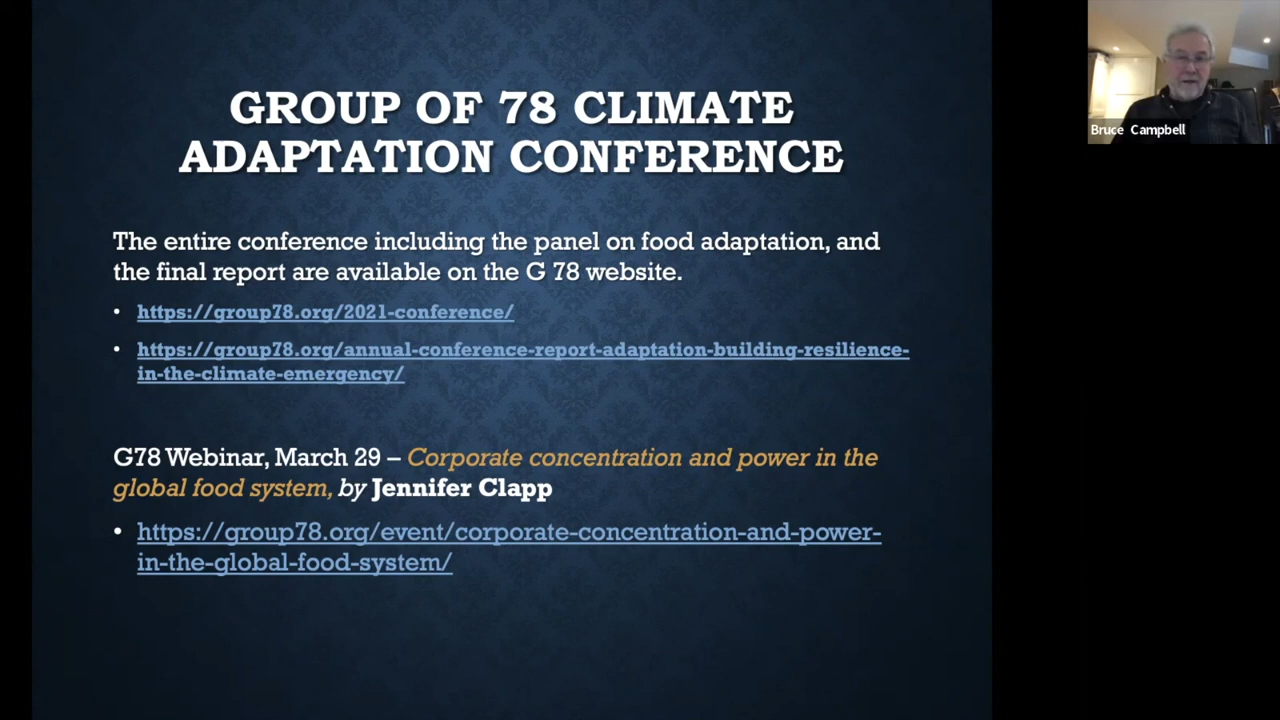 GROUP OF 78 CLIMATE
ADAPTATION CONFERENCE
The entire conference including the panel on food adaptation, and
the final report are available on the G 78 website.
• https://group78.org/2021-conference/
• https://group78.org/annual-conference-report-adaptation-building-resilience-
in-the-climate-emergency/
G78 Webinar, March 29 – Corporate concentration and power in the
global food system, by Jennifer Clapp
• https://group78.org/event/corporate-concentration-and-power-
in-the-global-food-system/
Bruce Campbell